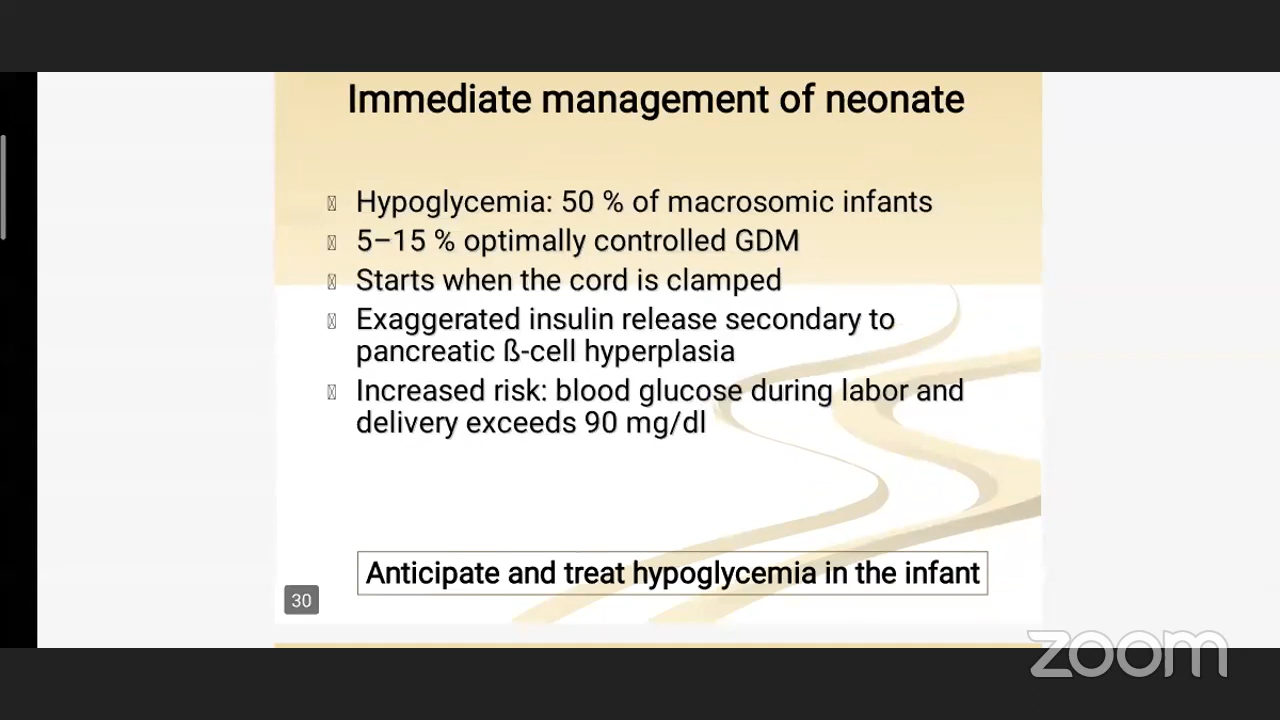 Immediate management of neonate
Hypoglycemia: 50 % of macrosomic infants
5–15 % optimally controlled GDM
Starts when the cord is clamped
Exaggerated insulin release secondary to
pancreatic ß-cell hyperplasia
Increased risk: blood glucose during labor and
delivery exceeds 90 mg/dl
Anticipate and treat hypoglycemia in the infant
30
zoom